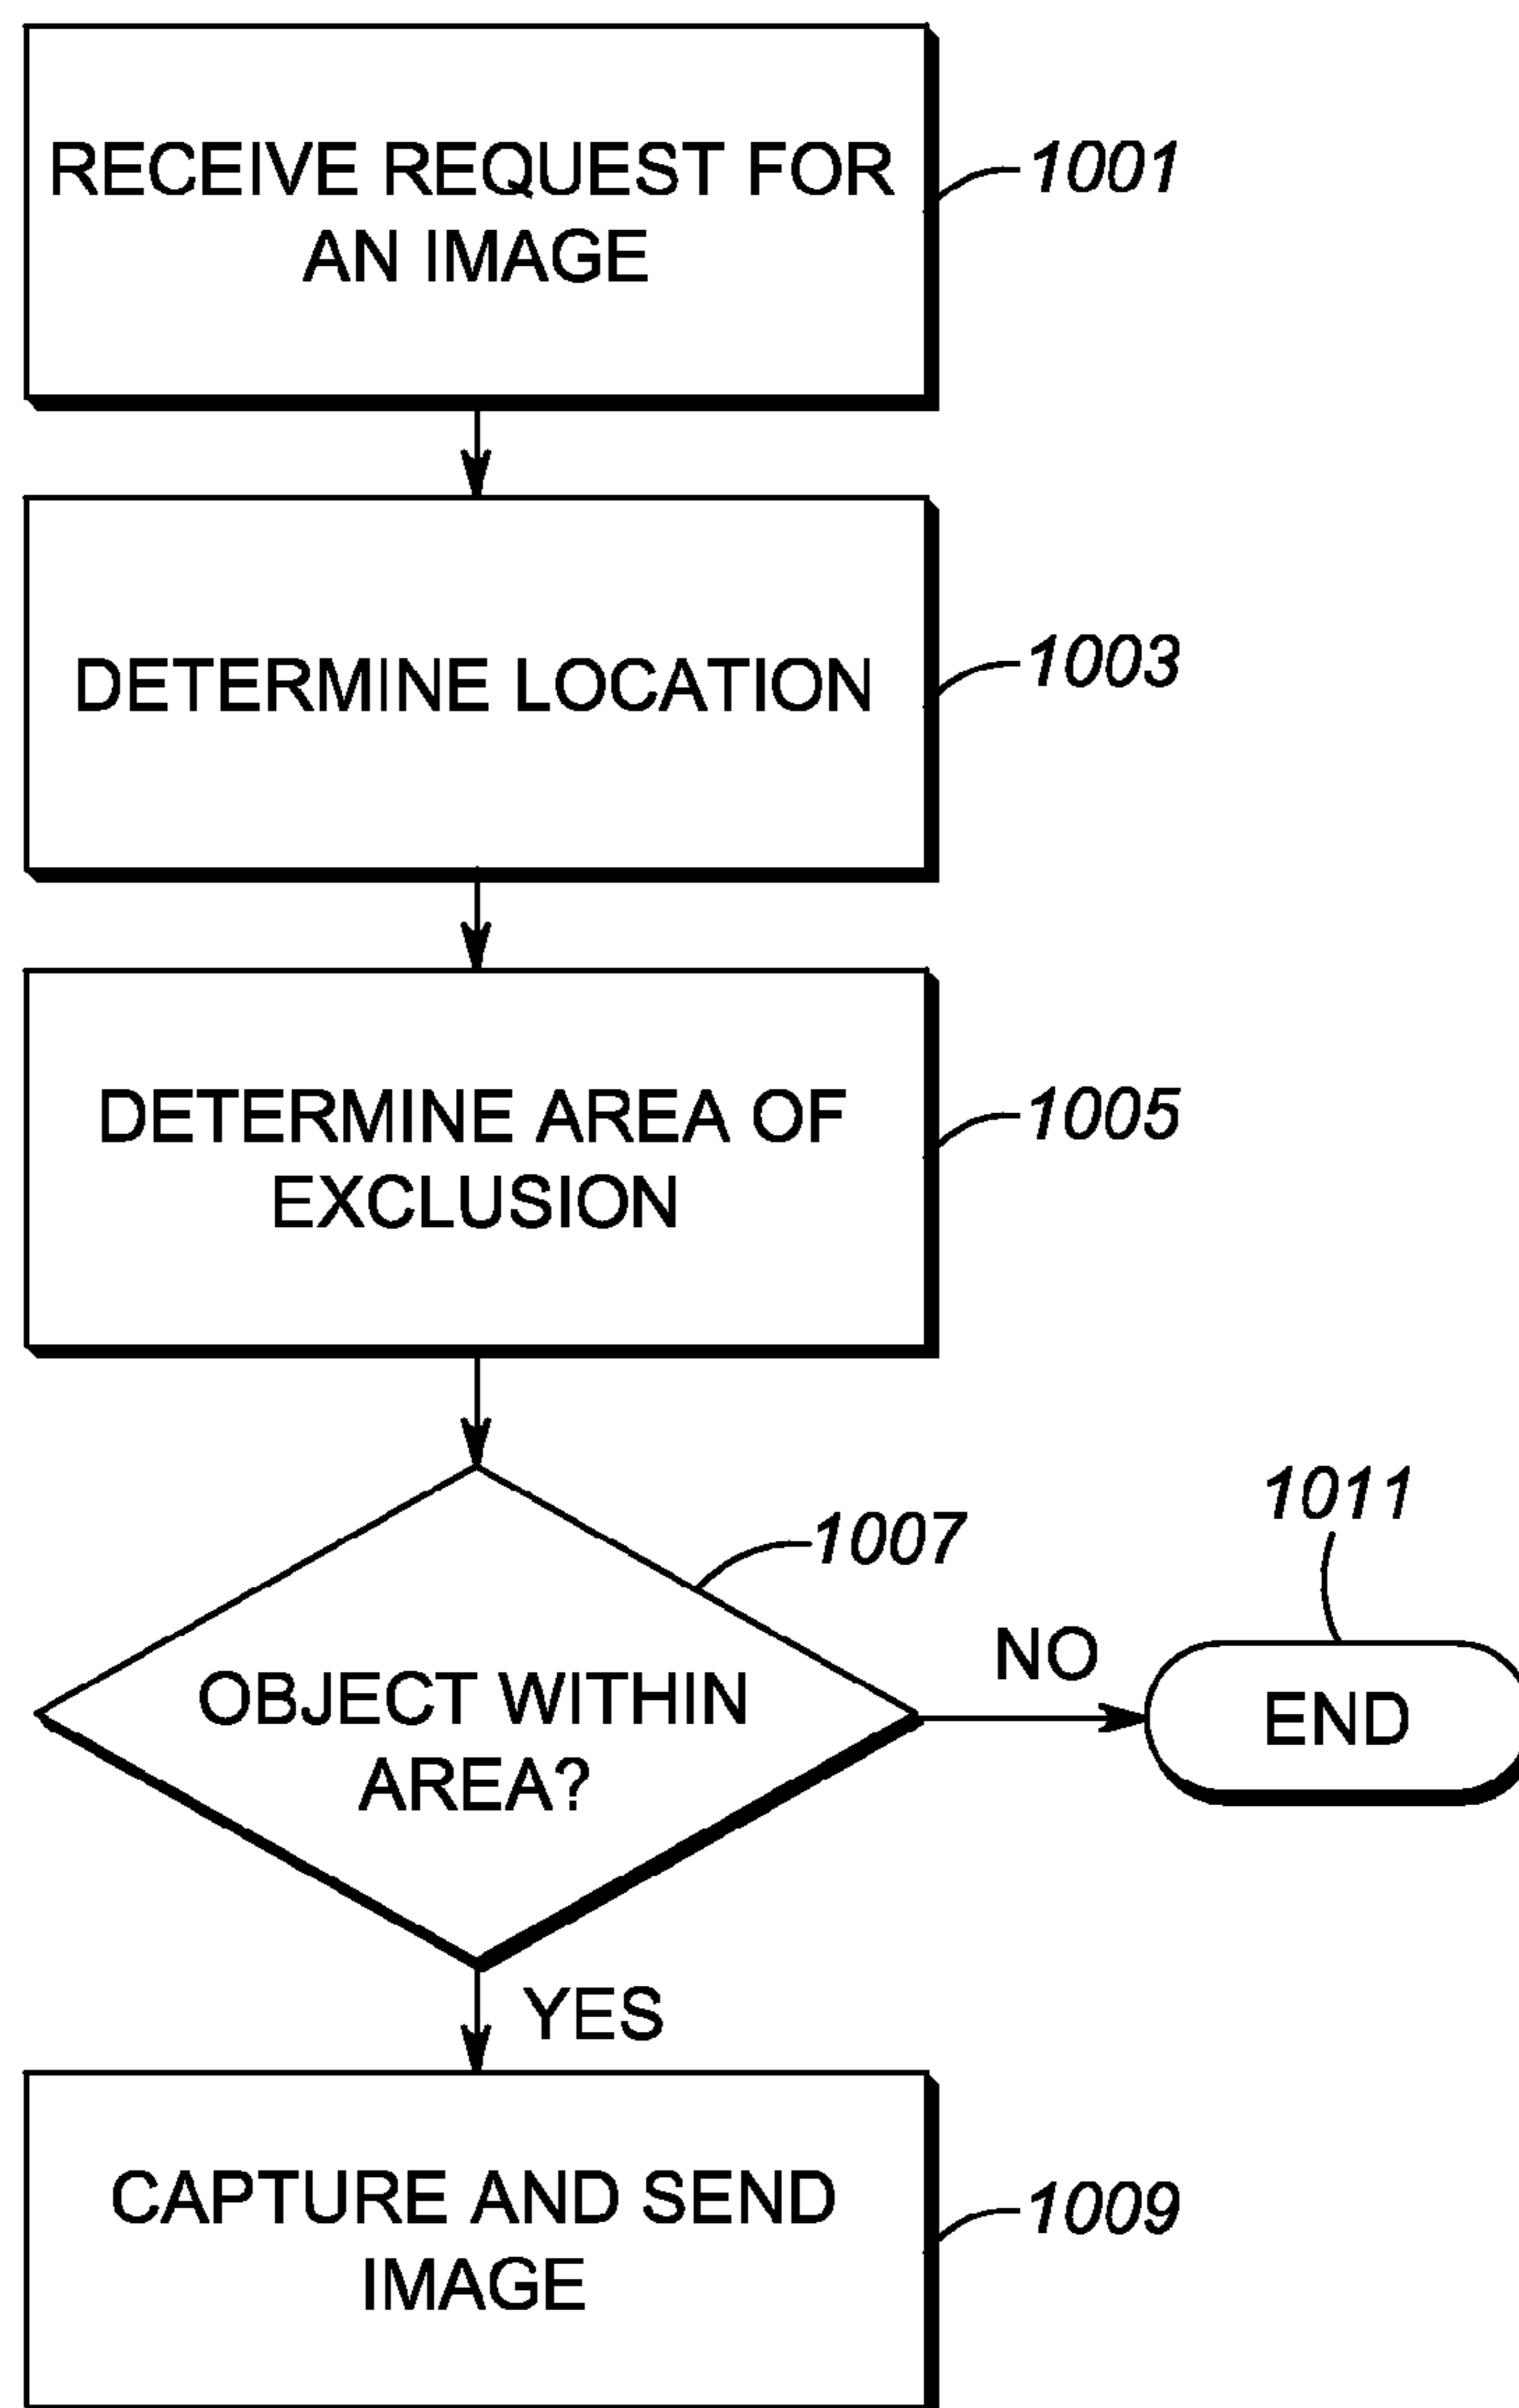 RECEIVE REQUEST FOR
AN IMAGE
1001
DETERMINE LOCATION
1003
DETERMINE AREA OF
EXCLUSION
1005
1007
OBJECT WITHIN
AREA?
NO
1011
END
YES
CAPTURE AND SEND
IMAGE
1009